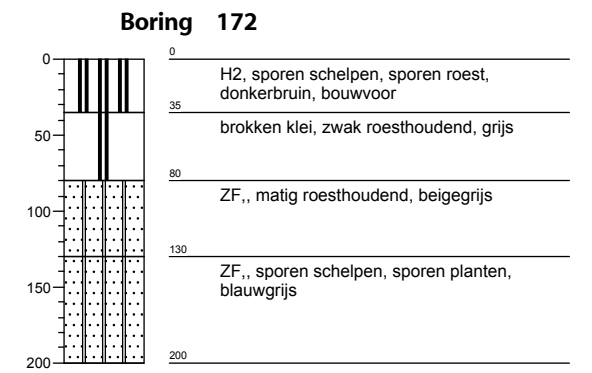 Boring 172
0
0
H2, sporen schelpen, sporen roest,
donkerbruin, bouwvoor
35
brokken klei, zwak roesthoudend, grijs
50
80
ZF,, matig roesthoudend, beigegrijs
100
130
ZF,, sporen schelpen, sporen planten,
blauwgrijs
150
200
200